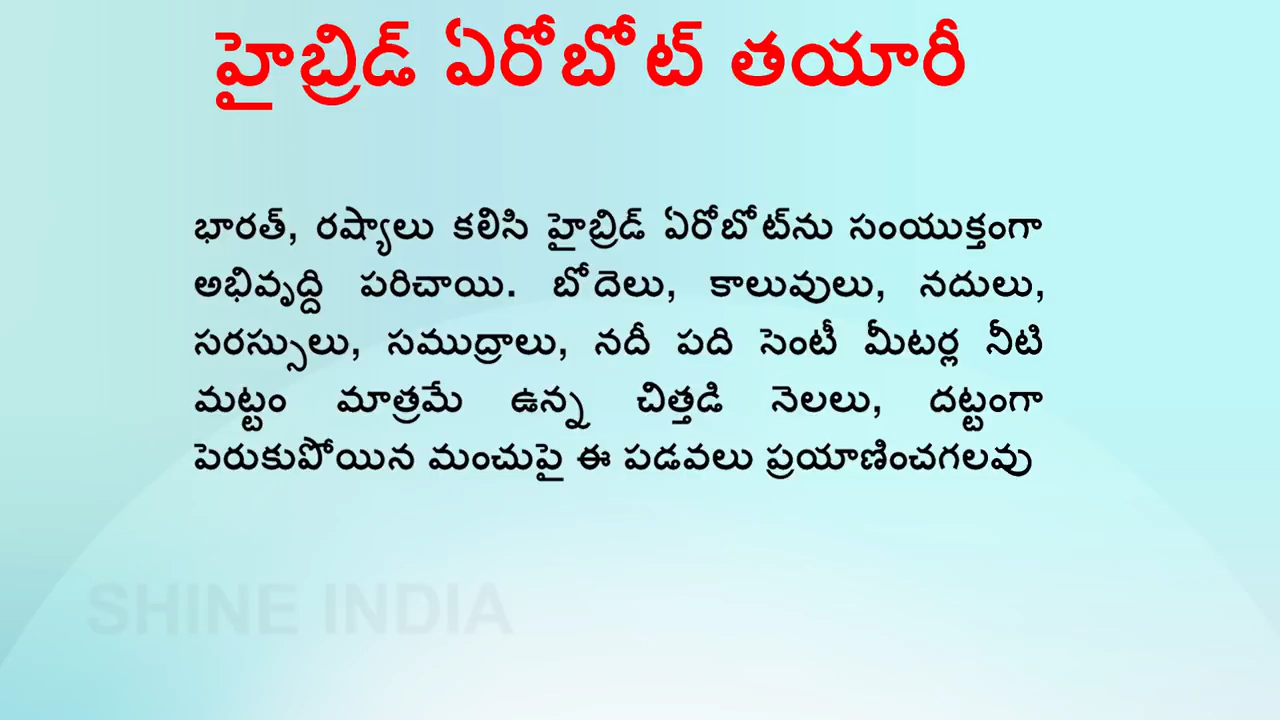 హైబ్రిడ్ ఏరోబోట్ తయారీ
భారత్, రష్యాలు కలిసి హైబ్రిడ్ ఏరోబోట్‌ను సంయుక్తంగా
అభివృద్ది పరిచాయి. బోదెలు, కాలువులు, నదులు,
సరస్సులు, సముద్రాలు, నదీ పది సెంటీ మీటర్ల నీటి
మట్టం మాత్రమే ఉన్న చిత్తడి నెలలు, దట్టంగా
పెరుకుపోయిన మంచుపై ఈ పడవలు ప్రయాణించగలవు
SHINE INDIA